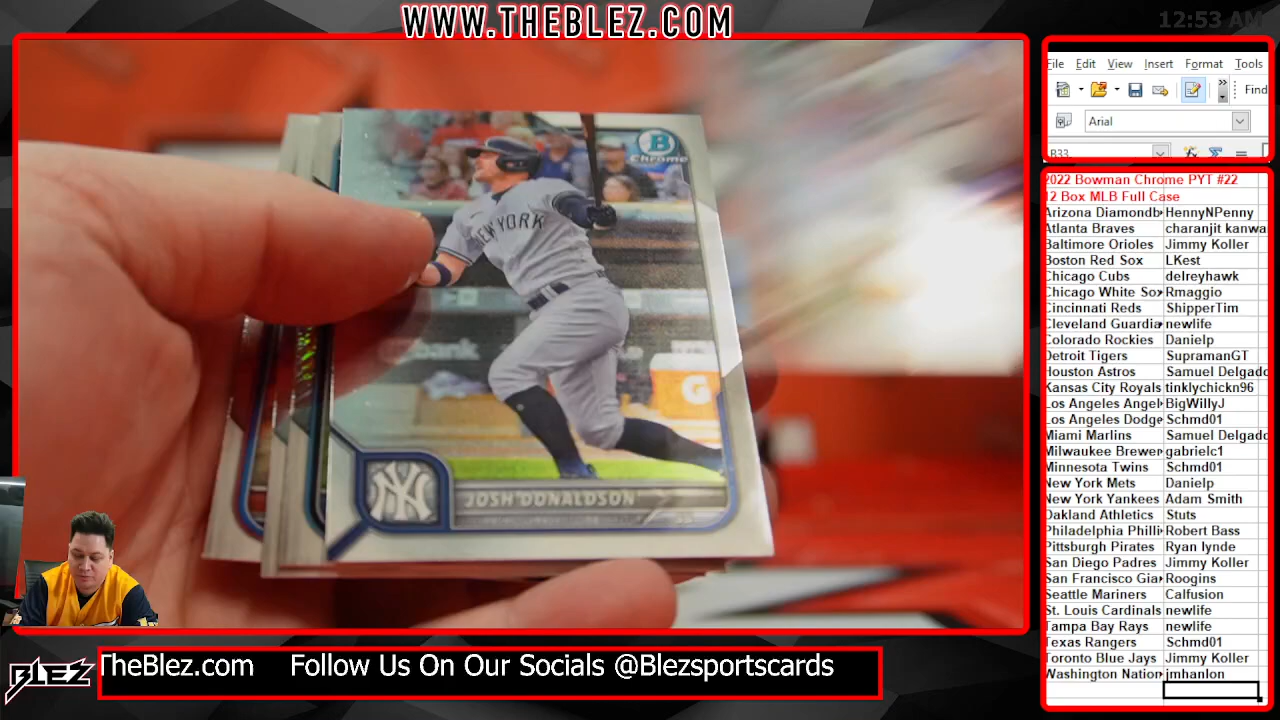 WWW.THEBLEZ.COM
12:53 AM
File Edit View Insert Format Tools
Find
Arial
B33
2022 Bowman Chrome PYT #22
12 Box MLB Full Case
Arizona Diamondb HennyNPenny
Atlanta Braves charanjit kanwa
Baltimore Orioles Jimmy Koller
Boston Red Sox LKest
Chicago Cubs delreyhawk
Chicago White Sox Rmaggio
Cincinnati Reds ShipperTim
Cleveland Guardia newlife
Colorado Rockies Danielp
Detroit Tigers SupramanGT
Houston Astros Samuel Delgado
Kansas City Royals tinklychickn96
Los Angeles Angel BigWillyJ
Los Angeles Dodge Schmd01
Miami Marlins Samuel Delgado
Milwaukee Brewer gabrielc1
Minnesota Twins Schmd01
New York Mets Danielp
New York Yankees Adam Smith
Oakland Athletics Stuts
Philadelphia Philli Robert Bass
Pittsburgh Pirates Ryan lynde
San Diego Padres Jimmy Koller
San Francisco Gia Roogins
Seattle Mariners Calfusion
St. Louis Cardinals newlife
Tampa Bay Rays newlife
Texas Rangers Schmd01
Toronto Blue Jays Jimmy Koller
Washington Nation jmhanlon
B
Chrome
NEW YORK
G
NY
JOSH DONALDSON
BLEZ
TheBlez.com Follow Us On Our Socials @Blezsportscards